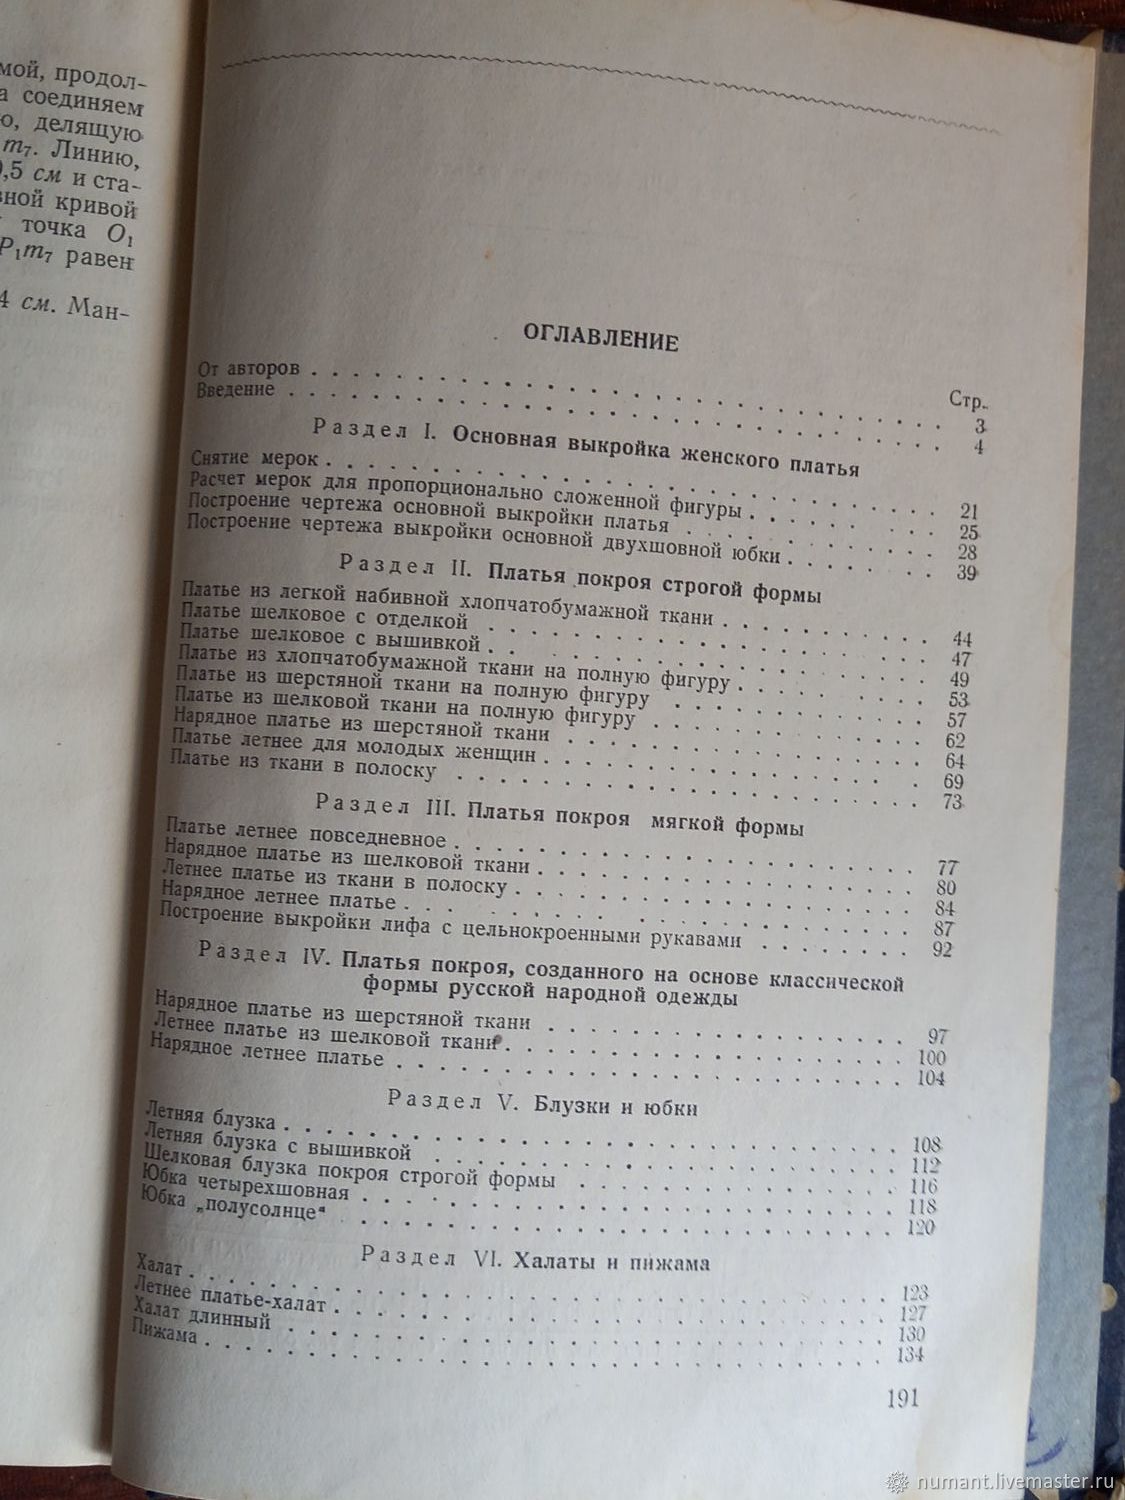 мой, продол-
а соединяем
ю, делящую
m₇. Линию,
0,5 см и ста-
вной кривой
точка O₁
P₁m₇ равен
4 см. Ман-
ОГЛАВЛЕНИЕ
Стр.
От авторов . . . . . . . . . . . . . . . . . . . . 3
Введение . . . . . . . . . . . . . . . . . . . . 4
Раздел I. Основная выкройка женского платья
Снятие мерок . . . . . . . . . . . . . . . . . . . . 21
Расчет мерок для пропорционально сложенной фигуры . . . . . . . 25
Построение чертежа основной выкройки платья . . . . . . . . . 28
Построение чертежа выкройки основной двухшовной юбки . . . . . . 39
Раздел II. Платья покроя строгой формы
Платье из легкой набивной хлопчатобумажной ткани . . . . . . . . 44
Платье шелковое с отделкой . . . . . . . . . . . . . . . 47
Платье шелковое с вышивкой . . . . . . . . . . . . . . . 49
Платье из хлопчатобумажной ткани на полную фигуру . . . . . . . 53
Платье из шерстяной ткани на полную фигуру . . . . . . . . . 57
Платье из шелковой ткани на полную фигуру . . . . . . . . . . 62
Нарядное платье из шерстяной ткани . . . . . . . . . . . . 64
Платье летнее для молодых женщин . . . . . . . . . . . . . 69
Платье из ткани в полоску . . . . . . . . . . . . . . . 73
Раздел III. Платья покроя мягкой формы
Платье летнее повседневное . . . . . . . . . . . . . . . 77
Нарядное платье из шелковой ткани . . . . . . . . . . . . . 80
Летнее платье из ткани в полоску . . . . . . . . . . . . . 84
Нарядное летнее платье . . . . . . . . . . . . . . . . 87
Построение выкройки лифа с цельнокроенными рукавами . . . . . . 92
Раздел IV. Платья покроя, созданного на основе классической
формы русской народной одежды
Нарядное платье из шерстяной ткани . . . . . . . . . . . . 97
Летнее платье из шелковой ткани . . . . . . . . . . . . . . 100
Нарядное летнее платье . . . . . . . . . . . . . . . . 104
Раздел V. Блузки и юбки
Летняя блузка . . . . . . . . . . . . . . . . . . . . 108
Летняя блузка с вышивкой . . . . . . . . . . . . . . . . 112
Шелковая блузка покроя строгой формы . . . . . . . . . . . . 116
Юбка четырехшовная . . . . . . . . . . . . . . . . . . 118
Юбка „полусолнце“ . . . . . . . . . . . . . . . . . . 120
Раздел VI. Халаты и пижама
Халат . . . . . . . . . . . . . . . . . . . . . . . 123
Летнее платье-халат . . . . . . . . . . . . . . . . . . 127
Халат длинный . . . . . . . . . . . . . . . . . . . . 130
Пижама . . . . . . . . . . . . . . . . . . . . . . . 134
191
numant.livemaster.ru